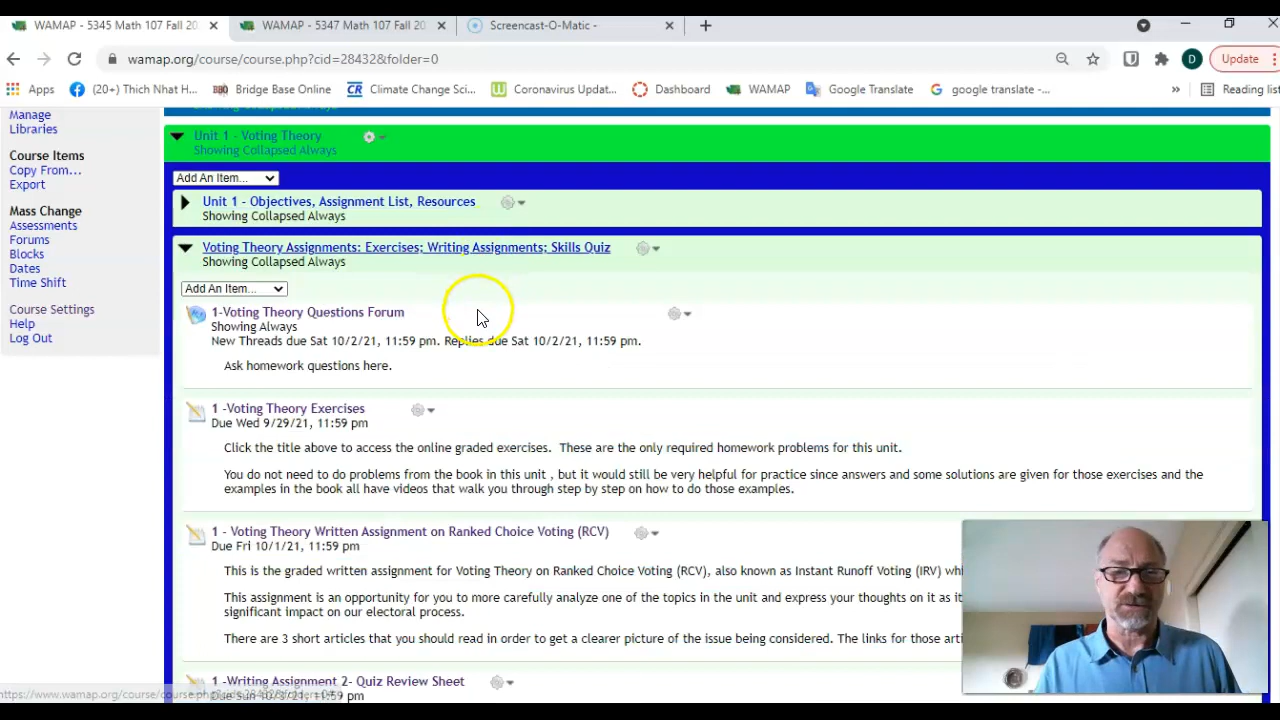 WAMAP - 5345 Math 107 Fall 20
WAMAP - 5347 Math 107 Fall 20
Screencast-O-Matic -
wamap.org/course/course.php?cid=28432&folder=0
D
Update
Apps
(20+) Thich Nhat H...
Bridge Base Online
CR
Climate Change Sci...
Coronavirus Updat...
Dashboard
WAMAP
Google Translate
google translate -...
»
Reading list
Manage
Libraries
Course Items
Copy From...
Export
Mass Change
Assessments
Forums
Blocks
Dates
Time Shift
Course Settings
Help
Log Out
Unit 1 - Voting Theory
Showing Collapsed Always
Add An Item...
Unit 1 - Objectives, Assignment List, Resources
Showing Collapsed Always
Voting Theory Assignments: Exercises; Writing Assignments; Skills Quiz
Showing Collapsed Always
Add An Item...
1-Voting Theory Questions Forum
Showing Always
New Threads due Sat 10/2/21, 11:59 pm. Replies due Sat 10/2/21, 11:59 pm.
Ask homework questions here.
1 -Voting Theory Exercises
Due Wed 9/29/21, 11:59 pm
Click the title above to access the online graded exercises. These are the only required homework problems for this unit.
You do not need to do problems from the book in this unit , but it would still be very helpful for practice since answers and some solutions are given for those exercises and the
examples in the book all have videos that walk you through step by step on how to do those examples.
1 - Voting Theory Written Assignment on Ranked Choice Voting (RCV)
Due Fri 10/1/21, 11:59 pm
This is the graded written assignment for Voting Theory on Ranked Choice Voting (RCV), also known as Instant Runoff Voting (IRV)
This assignment is an opportunity for you to more carefully analyze one of the topics in the unit and express your thoughts on it as
significant impact on our electoral process.
There are 3 short articles that you should read in order to get a clearer picture of the issue being considered. The links for those
1 -Writing Assignment 2- Quiz Review Sheet
Due Sun 10/3/21, 11:59 pm